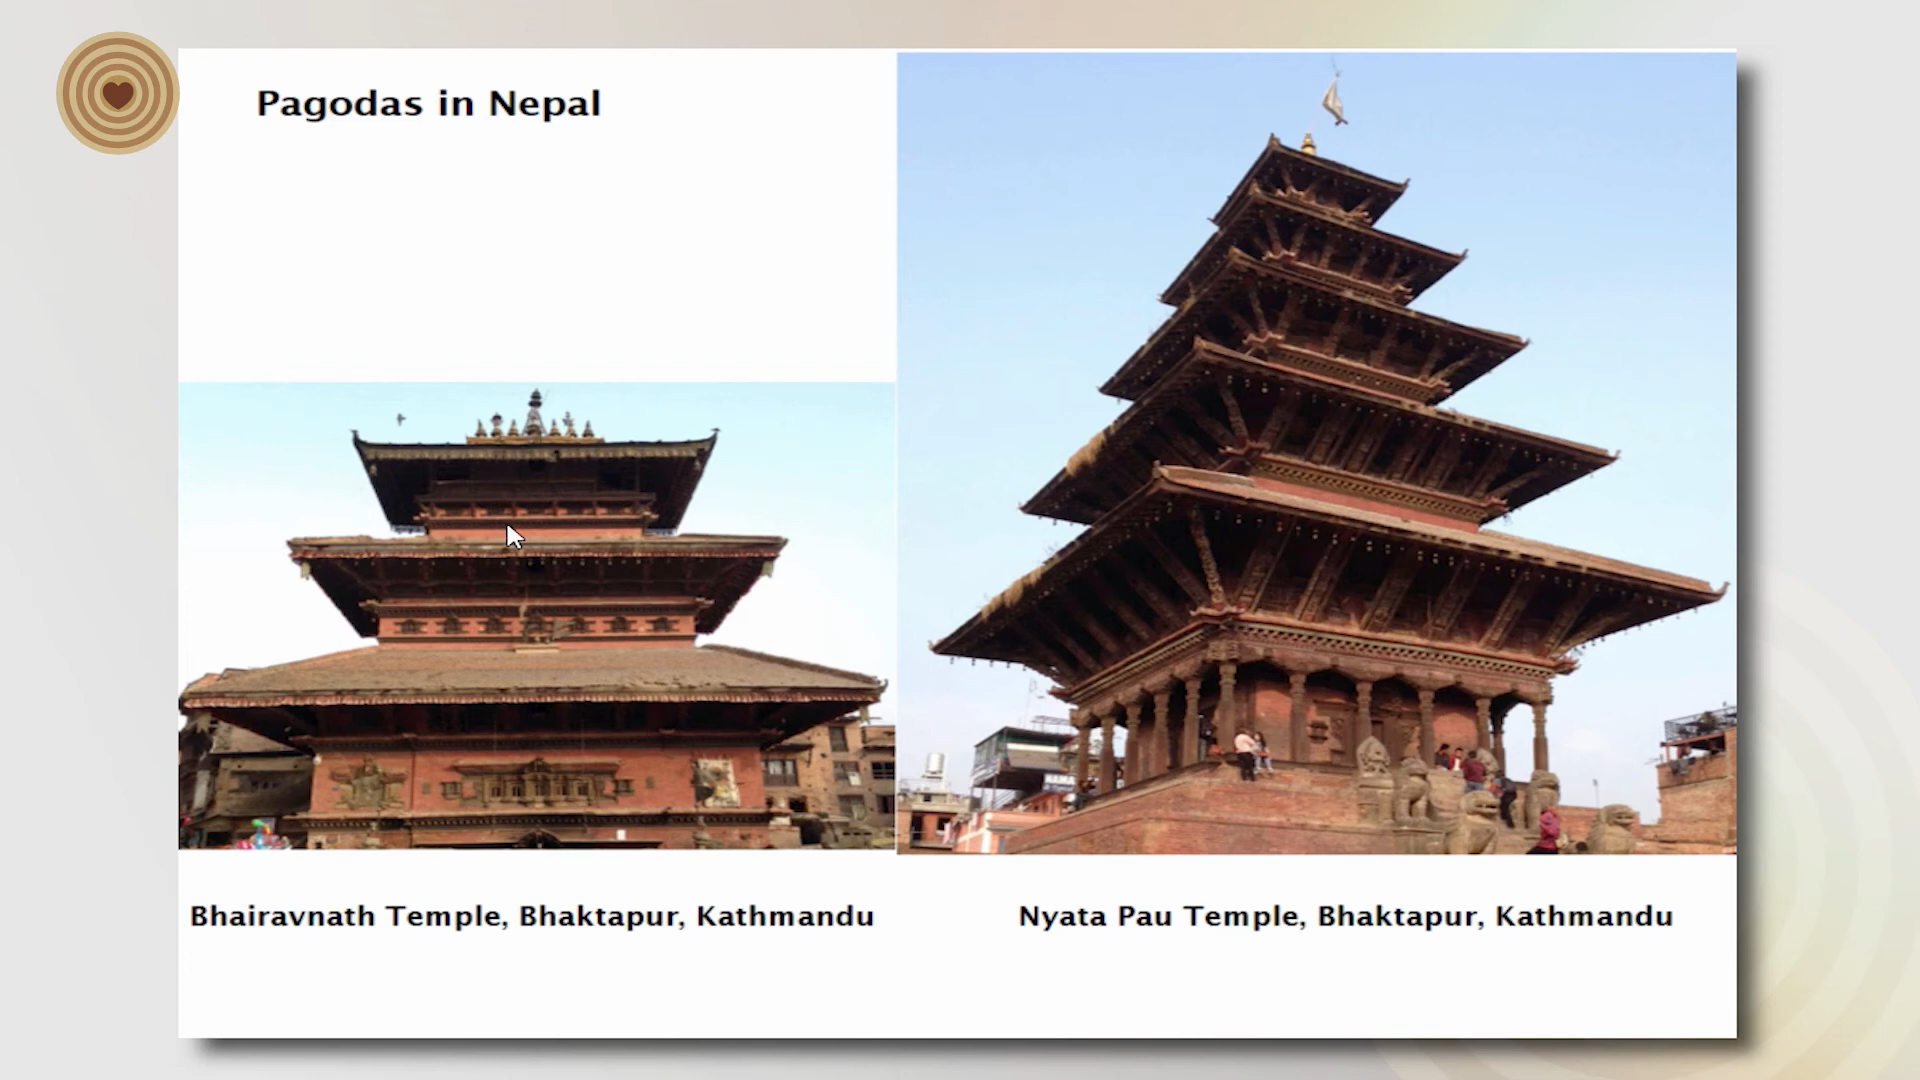 Pagodas in Nepal
Bhairavnath Temple, Bhaktapur, Kathmandu
Nyata Pau Temple, Bhaktapur, Kathmandu